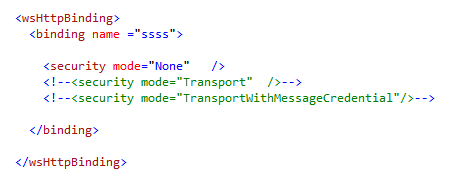 <wsHttpBinding>
<binding name ="ssss">
<security mode="None"   />
<!--<security mode="Transport"  />-->
<!--<security mode="TransportWithMessageCredential"/>-->
</binding>
</wsHttpBinding>